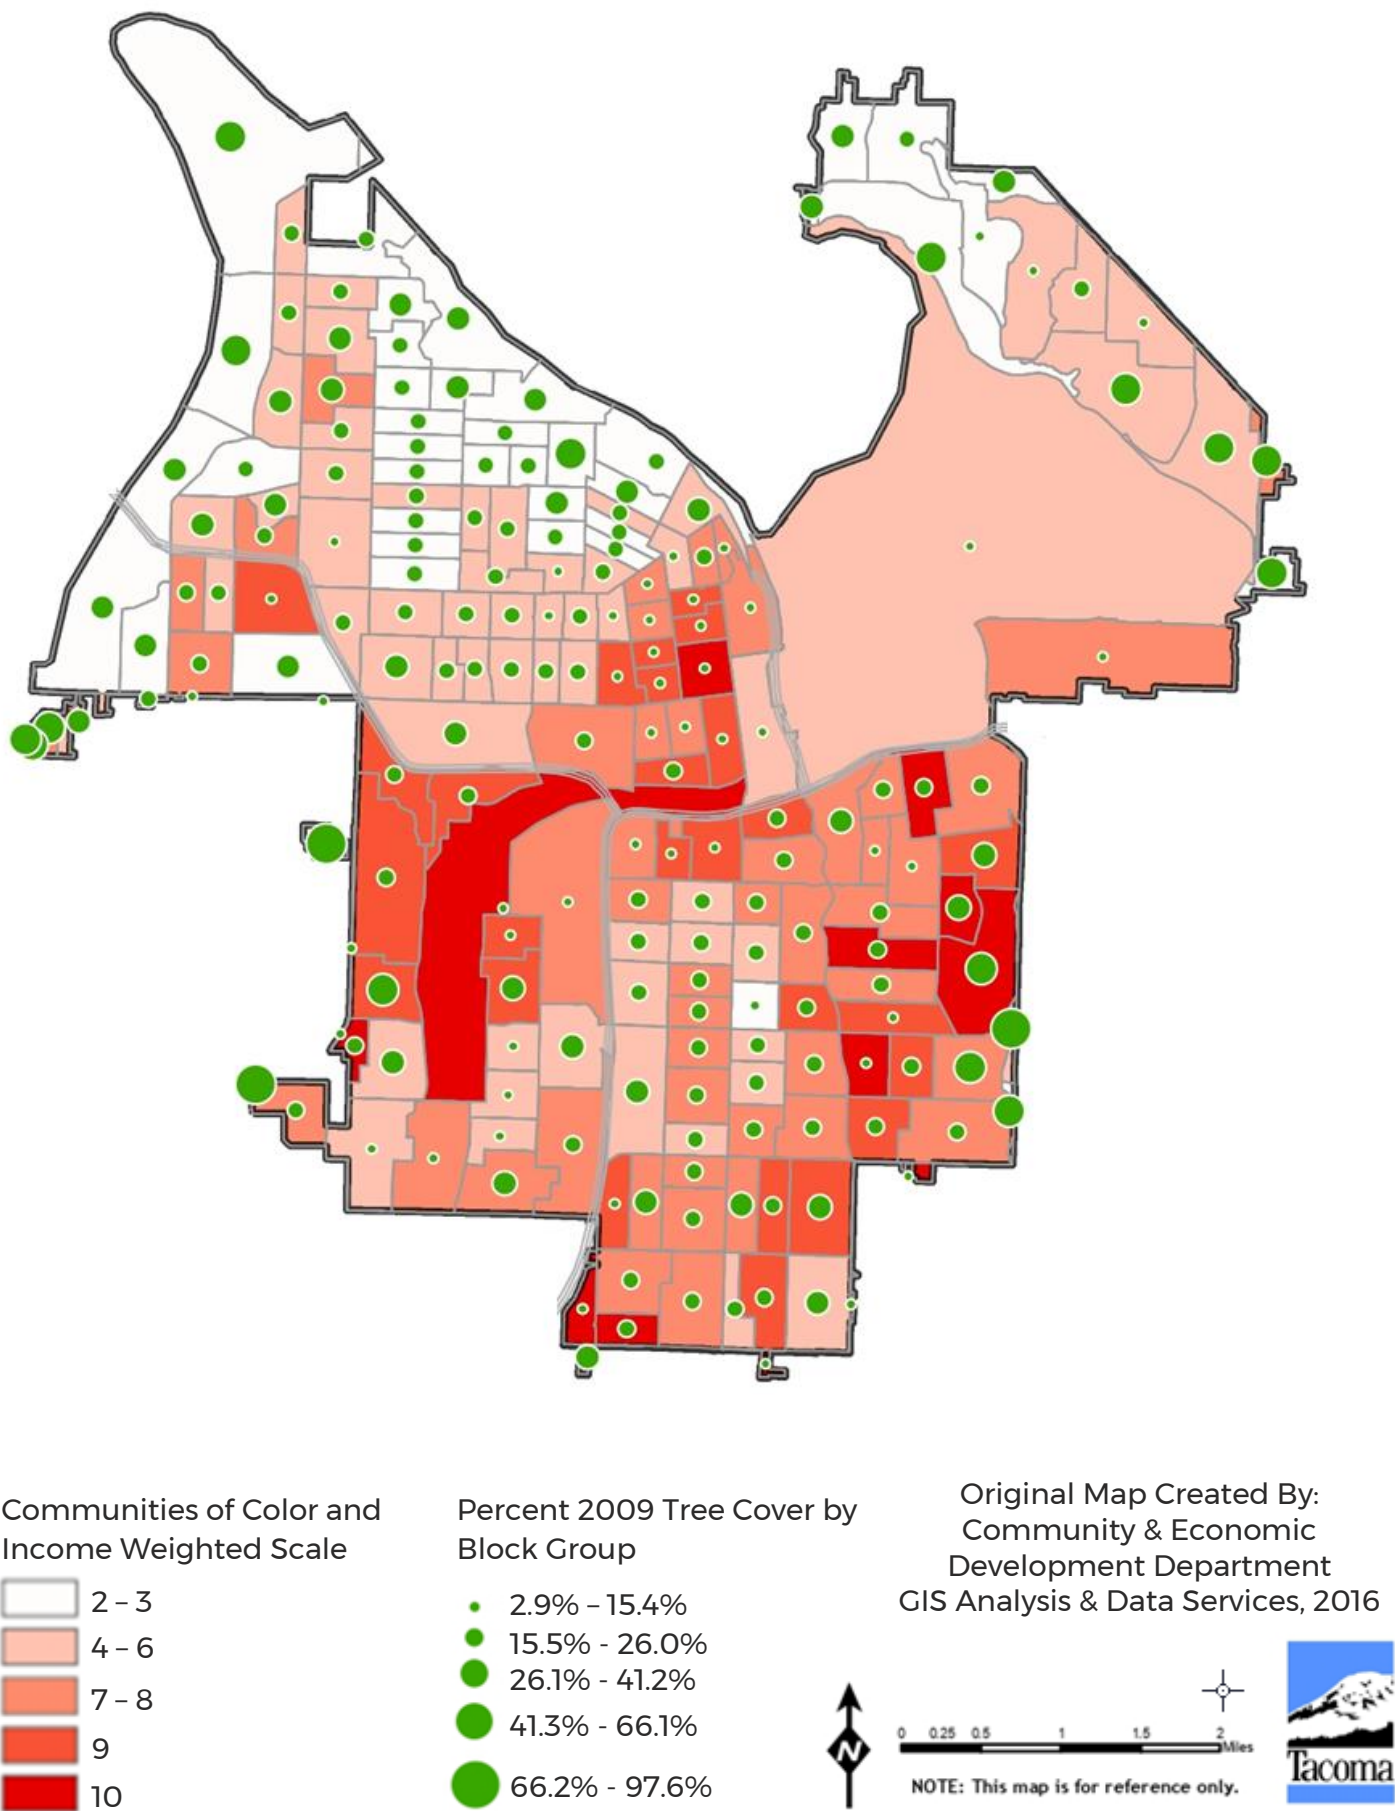 Communities of Color and
Income Weighted Scale
2 – 3
4 – 6
7 – 8
9
10
Percent 2009 Tree Cover by
Block Group
2.9% – 15.4%
15.5% - 26.0%
26.1% - 41.2%
41.3% - 66.1%
66.2% - 97.6%
Original Map Created By:
Community & Economic
Development Department
GIS Analysis & Data Services, 2016
N
0 0.25 0.5 1 1.5 2
Miles
NOTE: This map is for reference only.
Tacoma